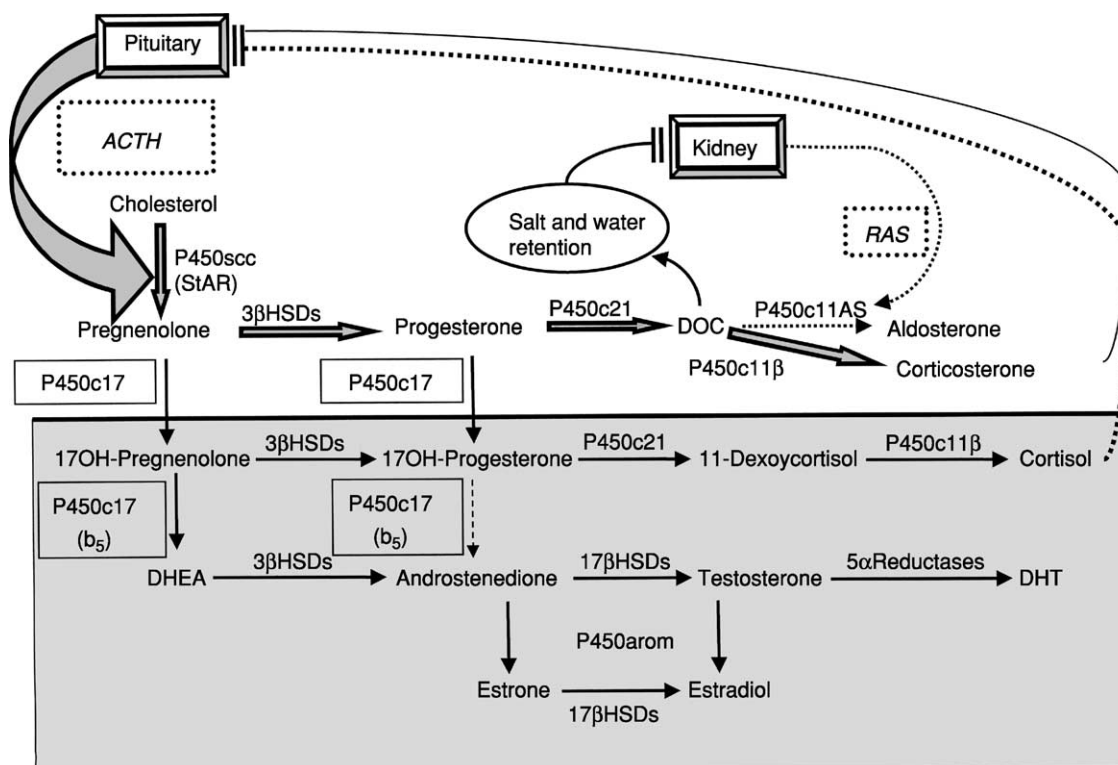 Pituitary
ACTH
Kidney
Cholesterol
Salt and water
retention
RAS
P450scc
(StAR)
3βHSDs
P450c21
P450c11AS
Pregnenolone
Progesterone
DOC
Aldosterone
P450c11β
Corticosterone
P450c17
P450c17
17OH-Pregnenolone
3βHSDs
17OH-Progesterone
P450c21
11-Dexoycortisol
P450c11β
Cortisol
P450c17
(b5)
P450c17
(b5)
DHEA
3βHSDs
Androstenedione
17βHSDs
Testosterone
5αReductases
DHT
P450arom
Estrone
17βHSDs
Estradiol